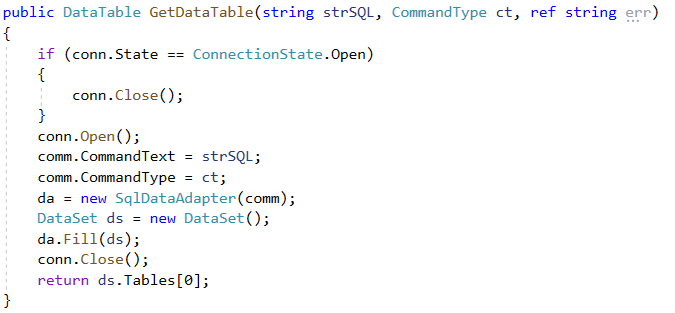 public DataTable GetDataTable(string strSQL, CommandType ct, ref string err)
{
    if (conn.State == ConnectionState.Open)
    {
        conn.Close();
    }
    conn.Open();
    comm.CommandText = strSQL;
    comm.CommandType = ct;
    da = new SqlDataAdapter(comm);
    DataSet ds = new DataSet();
    da.Fill(ds);
    conn.Close();
    return ds.Tables[0];
}